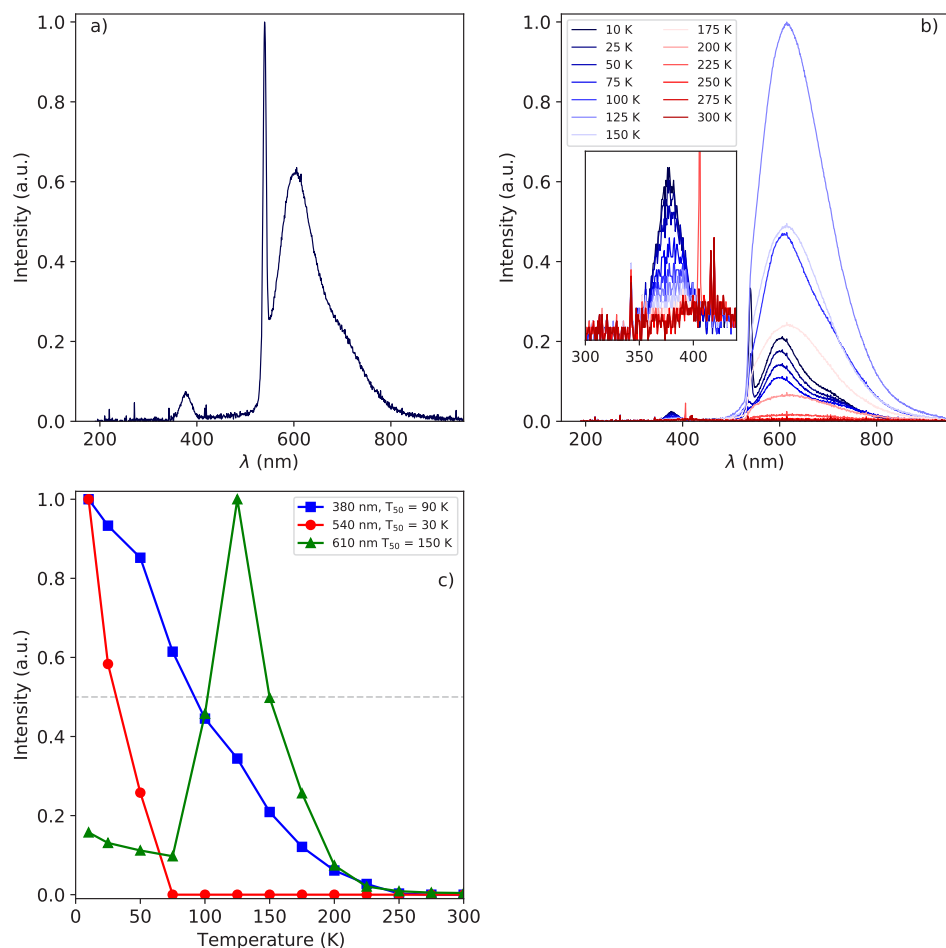 a)
1.0
0.8
0.6
0.4
0.2
0.0
Intensity (a.u.)
200 400 600 800
λ (nm)
b)
10 K
25 K
50 K
75 K
100 K
125 K
150 K
175 K
200 K
225 K
250 K
275 K
300 K
1.0
0.8
0.6
0.4
0.2
0.0
Intensity (a.u.)
300 350 400
200 400 600 800
λ (nm)
380 nm, T₅₀ = 90 K
540 nm, T₅₀ = 30 K
610 nm T₅₀ = 150 K
c)
1.0
0.8
0.6
0.4
0.2
0.0
Intensity (a.u.)
0 50 100 150 200 250 300
Temperature (K)